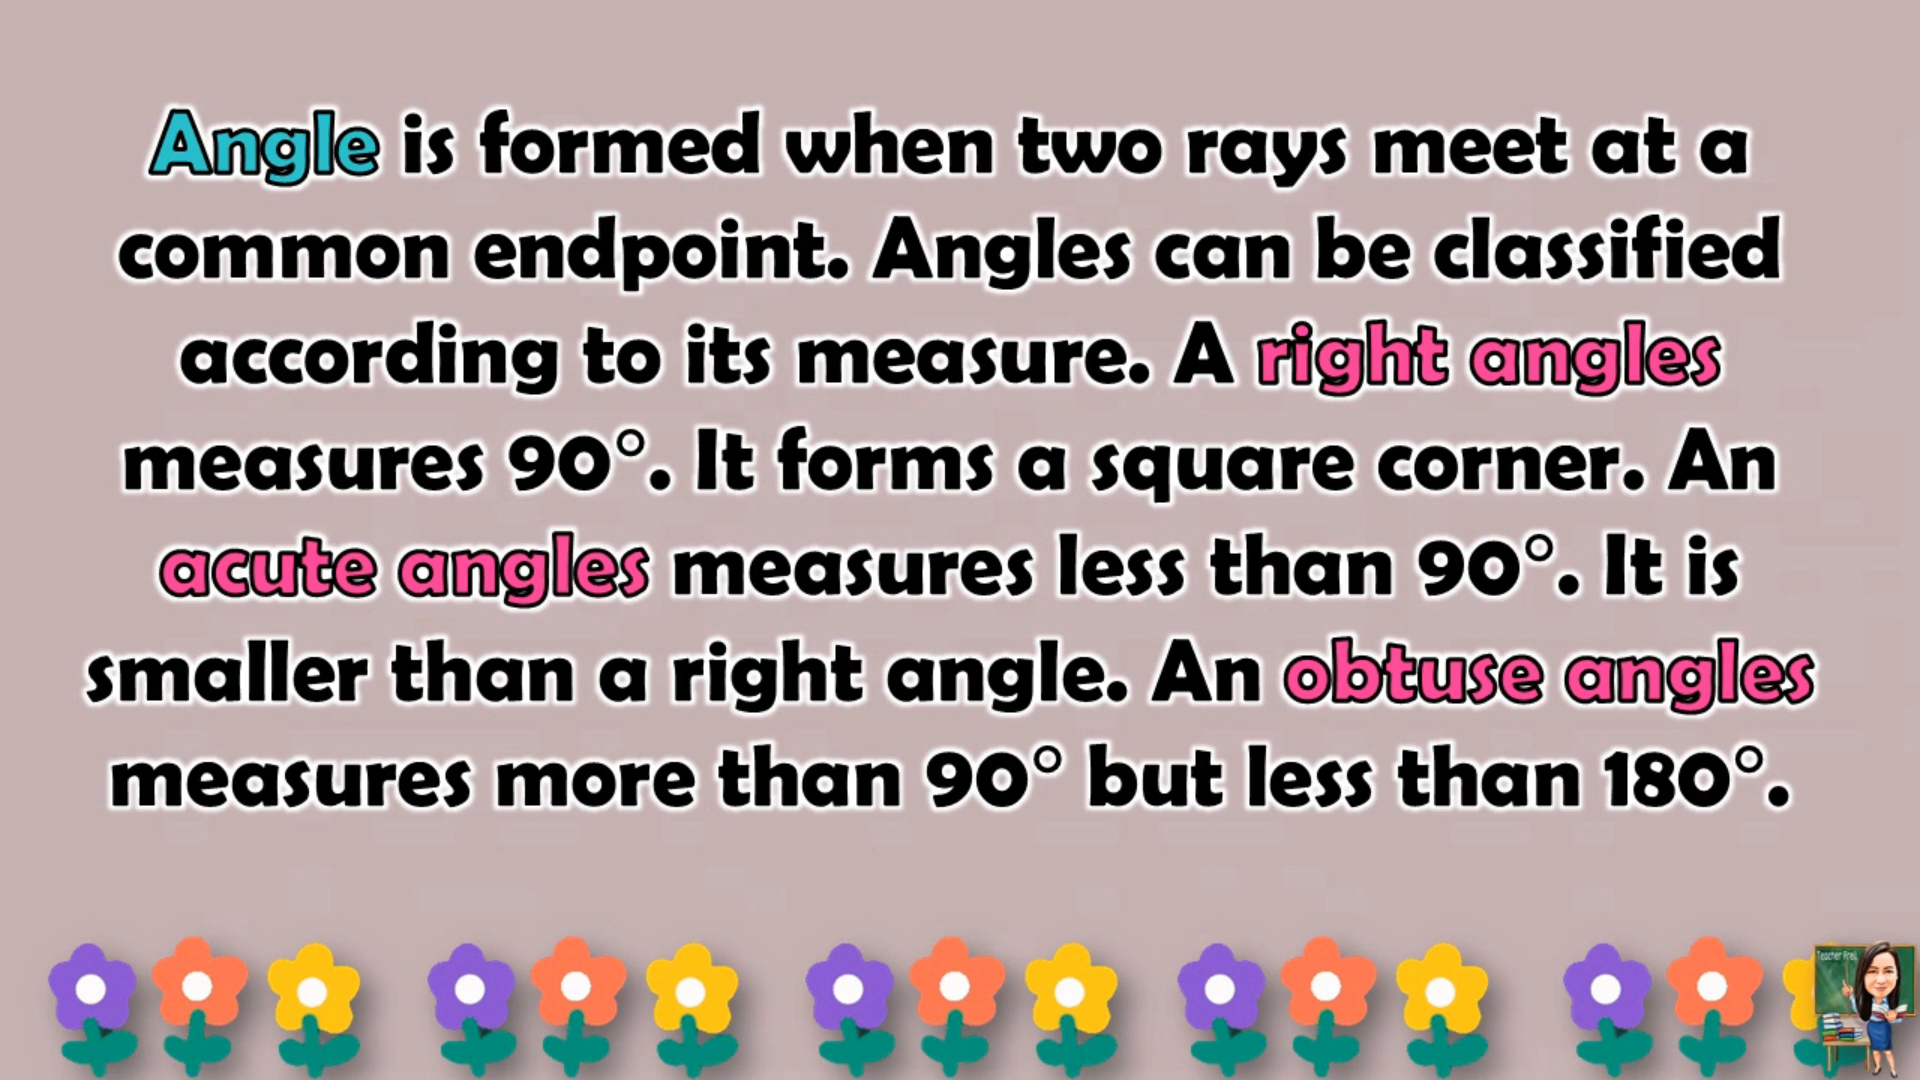 Angle is formed when two rays meet at a
common endpoint. Angles can be classified
according to its measure. A right angles
measures 90°. It forms a square corner. An
acute angles measures less than 90°. It is
smaller than a right angle. An obtuse angles
measures more than 90° but less than 180°.
Teacher